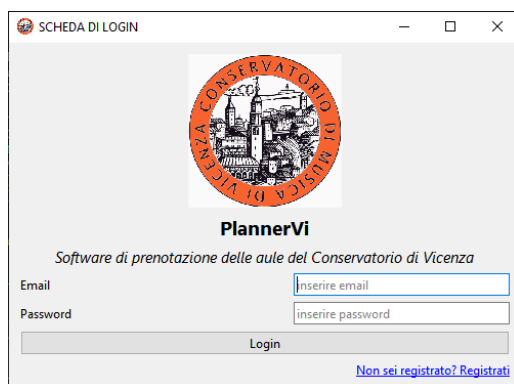 SCHEDA DI LOGIN
CONSERVATORIO DI MUSICA DI VICENZA
PlannerVi
Software di prenotazione delle aule del Conservatorio di Vicenza
Email inserire email
Password inserire password
Login
Non sei registrato? Registrati